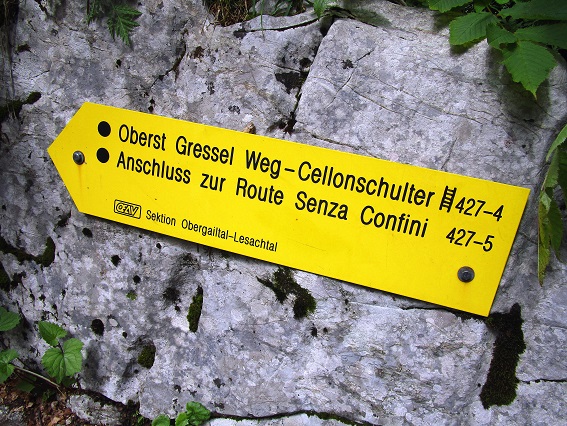 Oberst Gressel Weg-Cellonschulter 427-4
Anschluss zur Route Senza Confini 427-5
ÖAV Sektion Obergailtal-Lesachtal